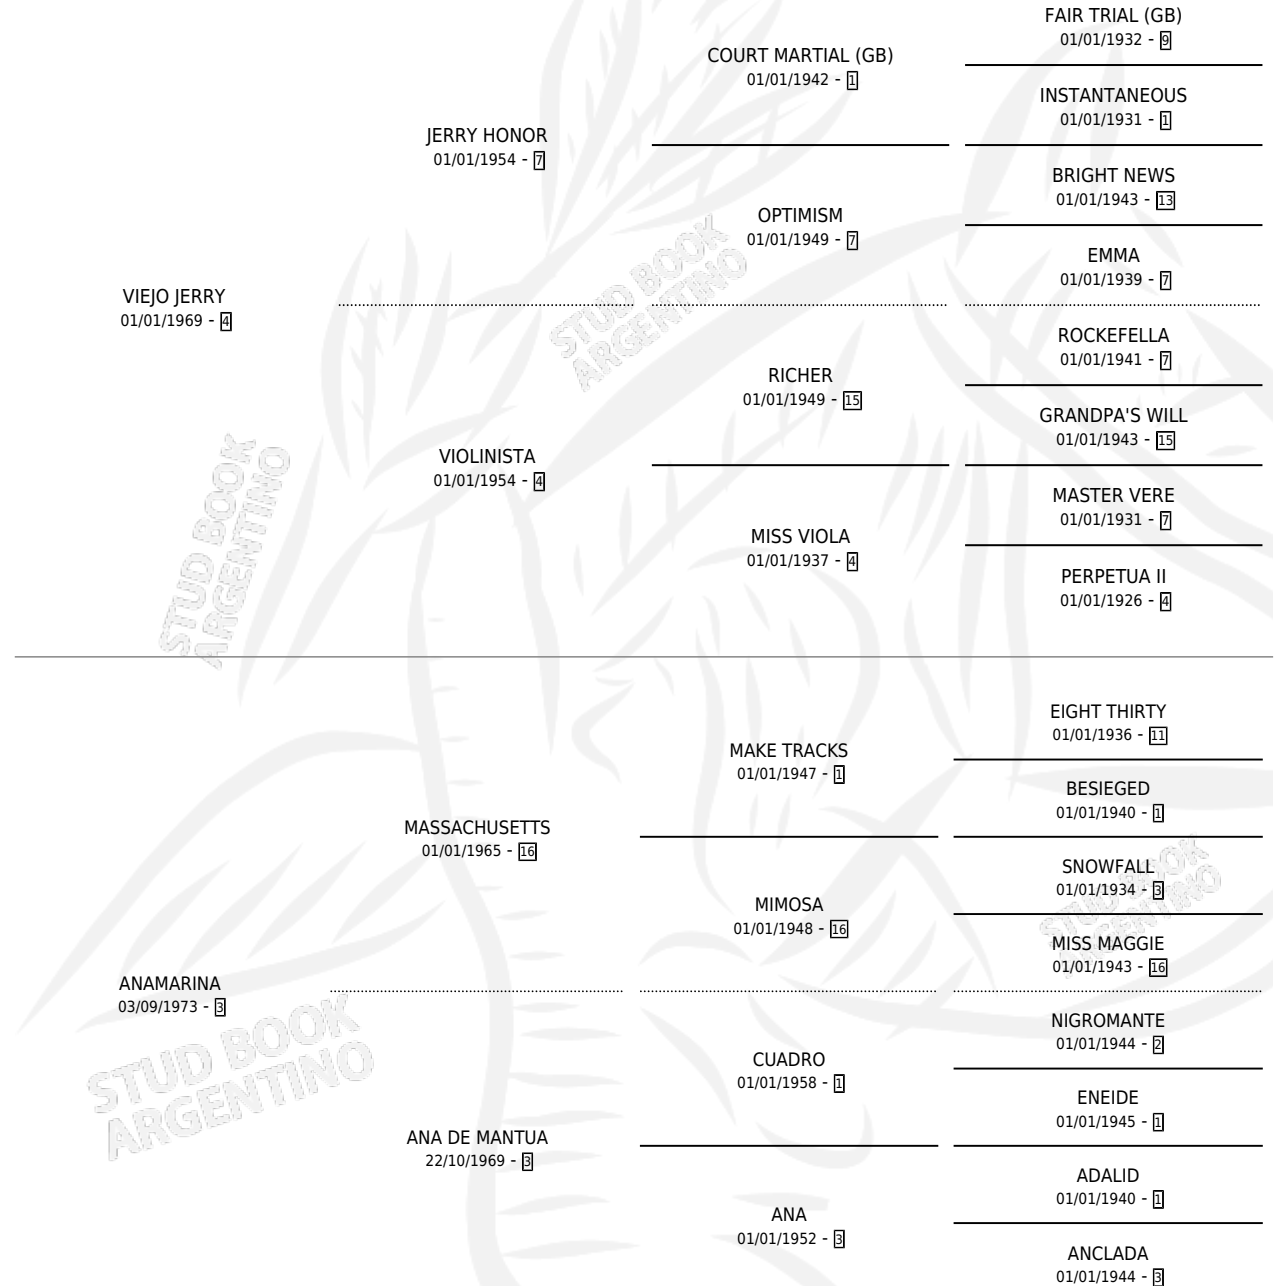 FAIR TRIAL (GB)
01/01/1932 - 9
COURT MARTIAL (GB)
01/01/1942 - 1
INSTANTANEOUS
01/01/1931 - 1
JERRY HONOR
01/01/1954 - 7
BRIGHT NEWS
01/01/1943 - 13
OPTIMISM
01/01/1949 - 7
EMMA
01/01/1939 - 7
VIEJO JERRY
01/01/1969 - 4
ROCKEFELLA
01/01/1941 - 7
RICHER
01/01/1949 - 15
GRANDPA'S WILL
01/01/1943 - 15
VIOLINISTA
01/01/1954 - 4
MASTER VERE
01/01/1931 - 7
MISS VIOLA
01/01/1937 - 4
PERPETUA II
01/01/1926 - 4
EIGHT THIRTY
01/01/1936 - 11
MAKE TRACKS
01/01/1947 - 1
BESIEGED
01/01/1940 - 1
MASSACHUSETTS
01/01/1965 - 16
SNOWFALL
01/01/1934 - 3
MIMOSA
01/01/1948 - 16
MISS MAGGIE
01/01/1943 - 16
ANAMARINA
03/09/1973 - 3
NIGROMANTE
01/01/1944 - 2
CUADRO
01/01/1958 - 1
ENEIDE
01/01/1945 - 1
ANA DE MANTUA
22/10/1969 - 3
ADALID
01/01/1940 - 1
ANA
01/01/1952 - 3
ANCLADA
01/01/1944 - 3
STUD BOOK
ARGENTINO
STUD BOOK
ARGENTINO
STUD BOOK
ARGENTINO
STUD BOOK
ARGENTINO